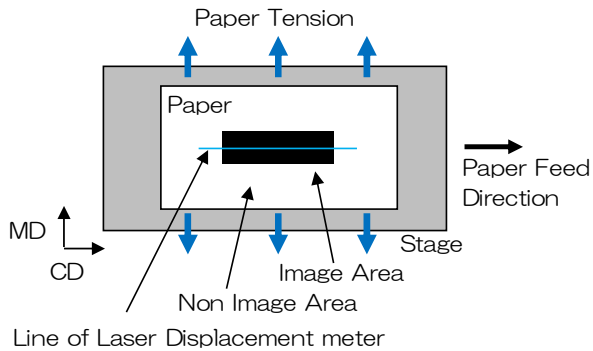 Paper Tension
Paper
Paper Feed
Direction
MD
CD
Stage
Image Area
Non Image Area
Line of Laser Displacement meter